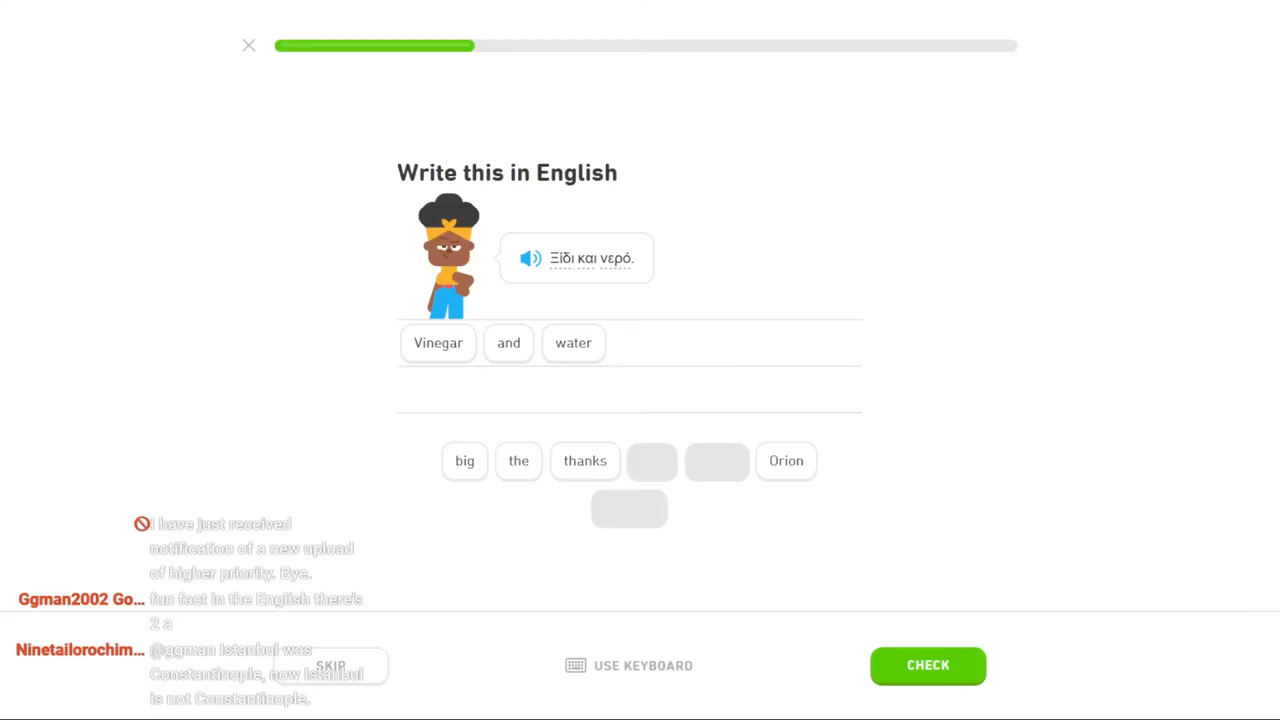 Write this in English
Ξίδι και νερό.
Vinegar and water
big the thanks Orion
I have just received
notification of a new upload
of higher priority. Bye.
Ggman2002 Go... fun fact in the English there's
2 a
Ninetailorochim... @ggman Istanbul was
Constantinople, now Istanbul
is not Constantinople.
SKIP USE KEYBOARD CHECK